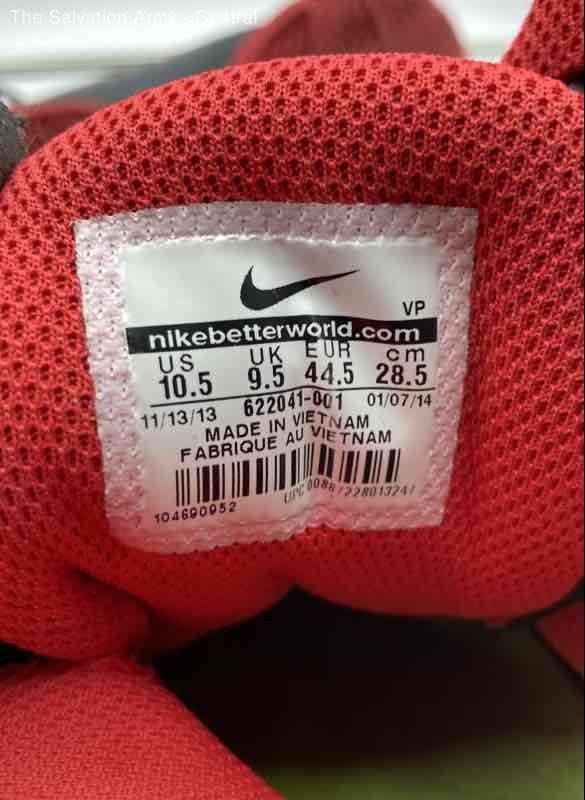 The Salvation Army - Central
VP
nikebetterworld.com
US UK EUR cm
10.5 9.5 44.5 28.5
11/13/13 622041-001 01/07/14
MADE IN VIETNAM
FABRIQUE AU VIETNAM
UPC
104690952